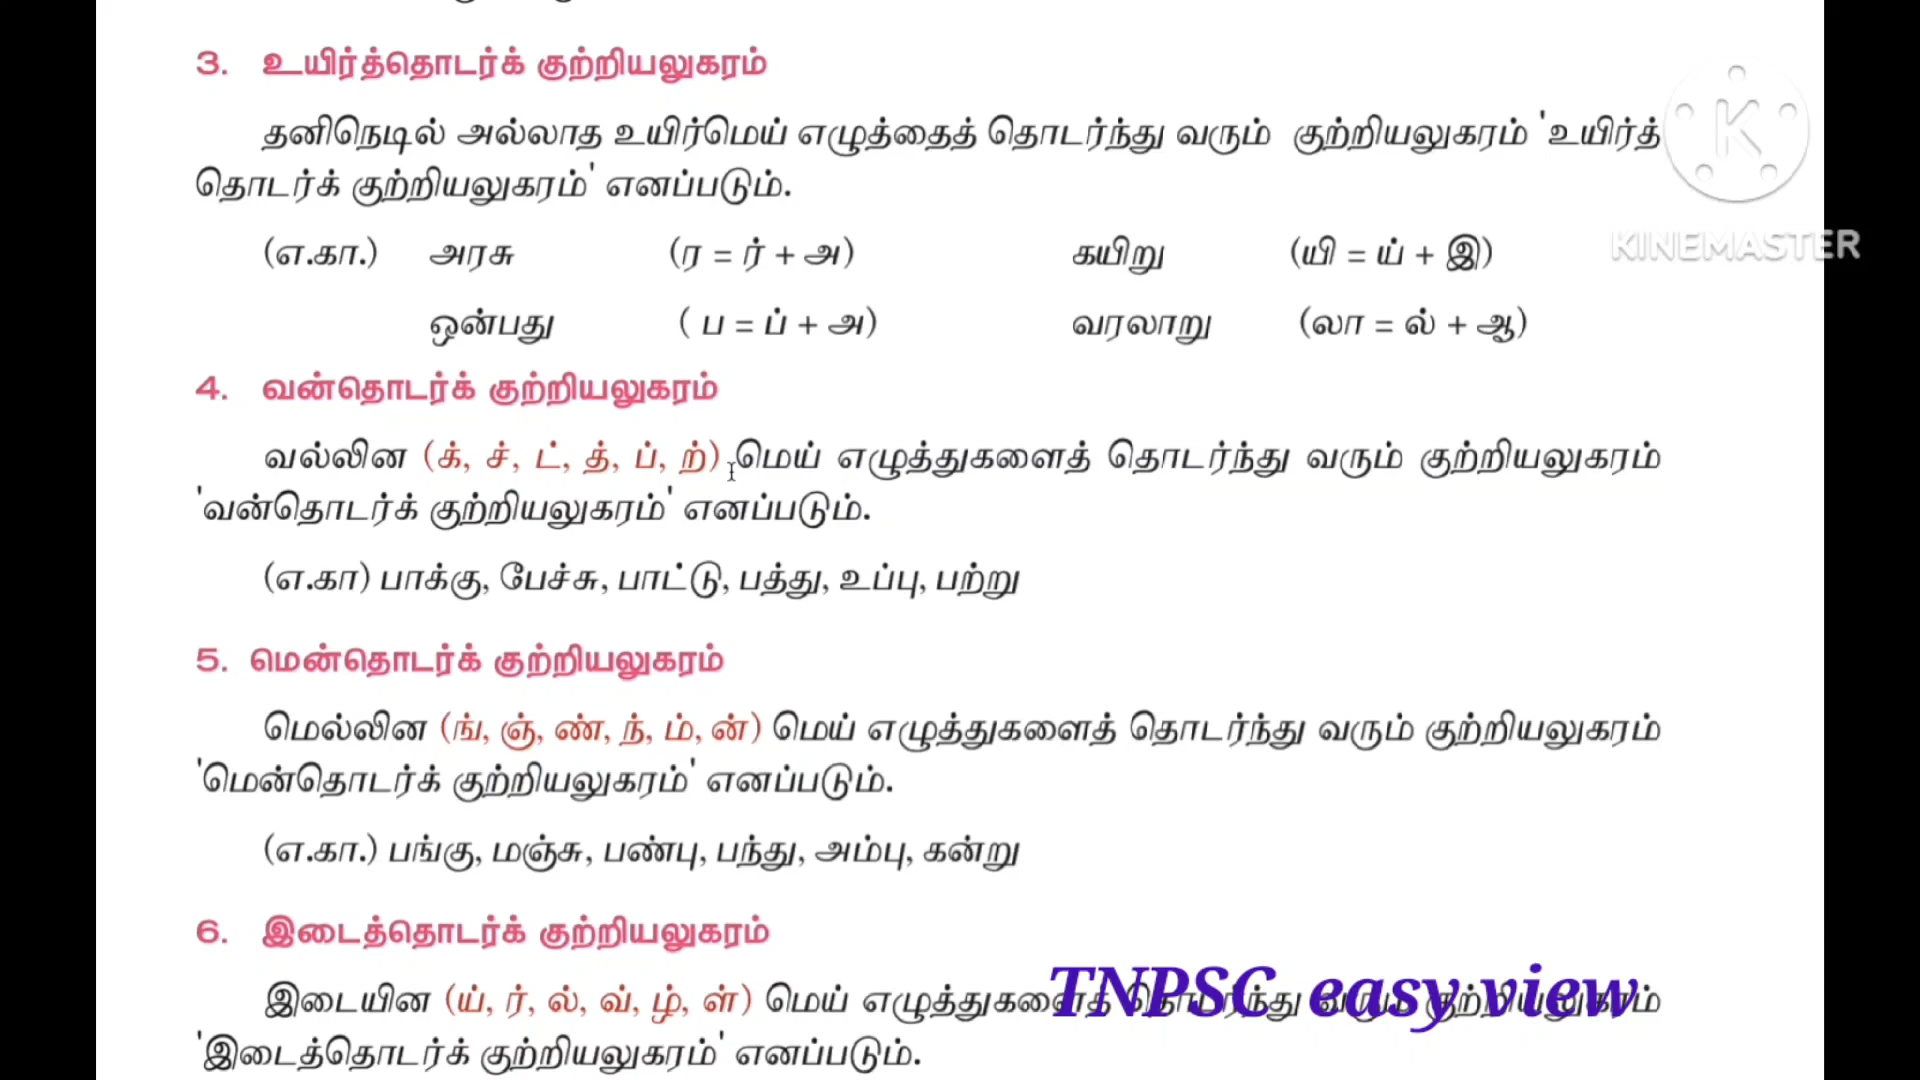 3. உயிர்த்தொடர்க் குற்றியலுகரம்
தனிநெடில் அல்லாத உயிர்மெய் எழுத்தைத் தொடர்ந்து வரும் குற்றியலுகரம் 'உயிர்த்
தொடர்க் குற்றியலுகரம்' எனப்படும்.
(எ.கா.) அரசு (ர = ர் + அ) கயிறு (யி = ய் + இ)
KINEMASTER
ஒன்பது ( ப = ப் + அ) வரலாறு (லா = ல் + ஆ)
4. வன்தொடர்க் குற்றியலுகரம்
வல்லின (க், ச், ட், த், ப், ற்) மெய் எழுத்துகளைத் தொடர்ந்து வரும் குற்றியலுகரம்
'வன்தொடர்க் குற்றியலுகரம்' எனப்படும்.
(எ.கா) பாக்கு, பேச்சு, பாட்டு, பத்து, உப்பு, பற்று
5. மென்தொடர்க் குற்றியலுகரம்
மெல்லின (ங், ஞ், ண், ந், ம், ன்) மெய் எழுத்துகளைத் தொடர்ந்து வரும் குற்றியலுகரம்
'மென்தொடர்க் குற்றியலுகரம்' எனப்படும்.
(எ.கா.) பங்கு, மஞ்சு, பண்பு, பந்து, அம்பு, கன்று
6. இடைத்தொடர்க் குற்றியலுகரம்
இடையின (ய், ர், ல், வ், ழ், ள்) மெய் எழுத்துகளைத் தொடர்ந்து வரும் குற்றியலுகரம்
TNPSC easy view
'இடைத்தொடர்க் குற்றியலுகரம்' எனப்படும்.